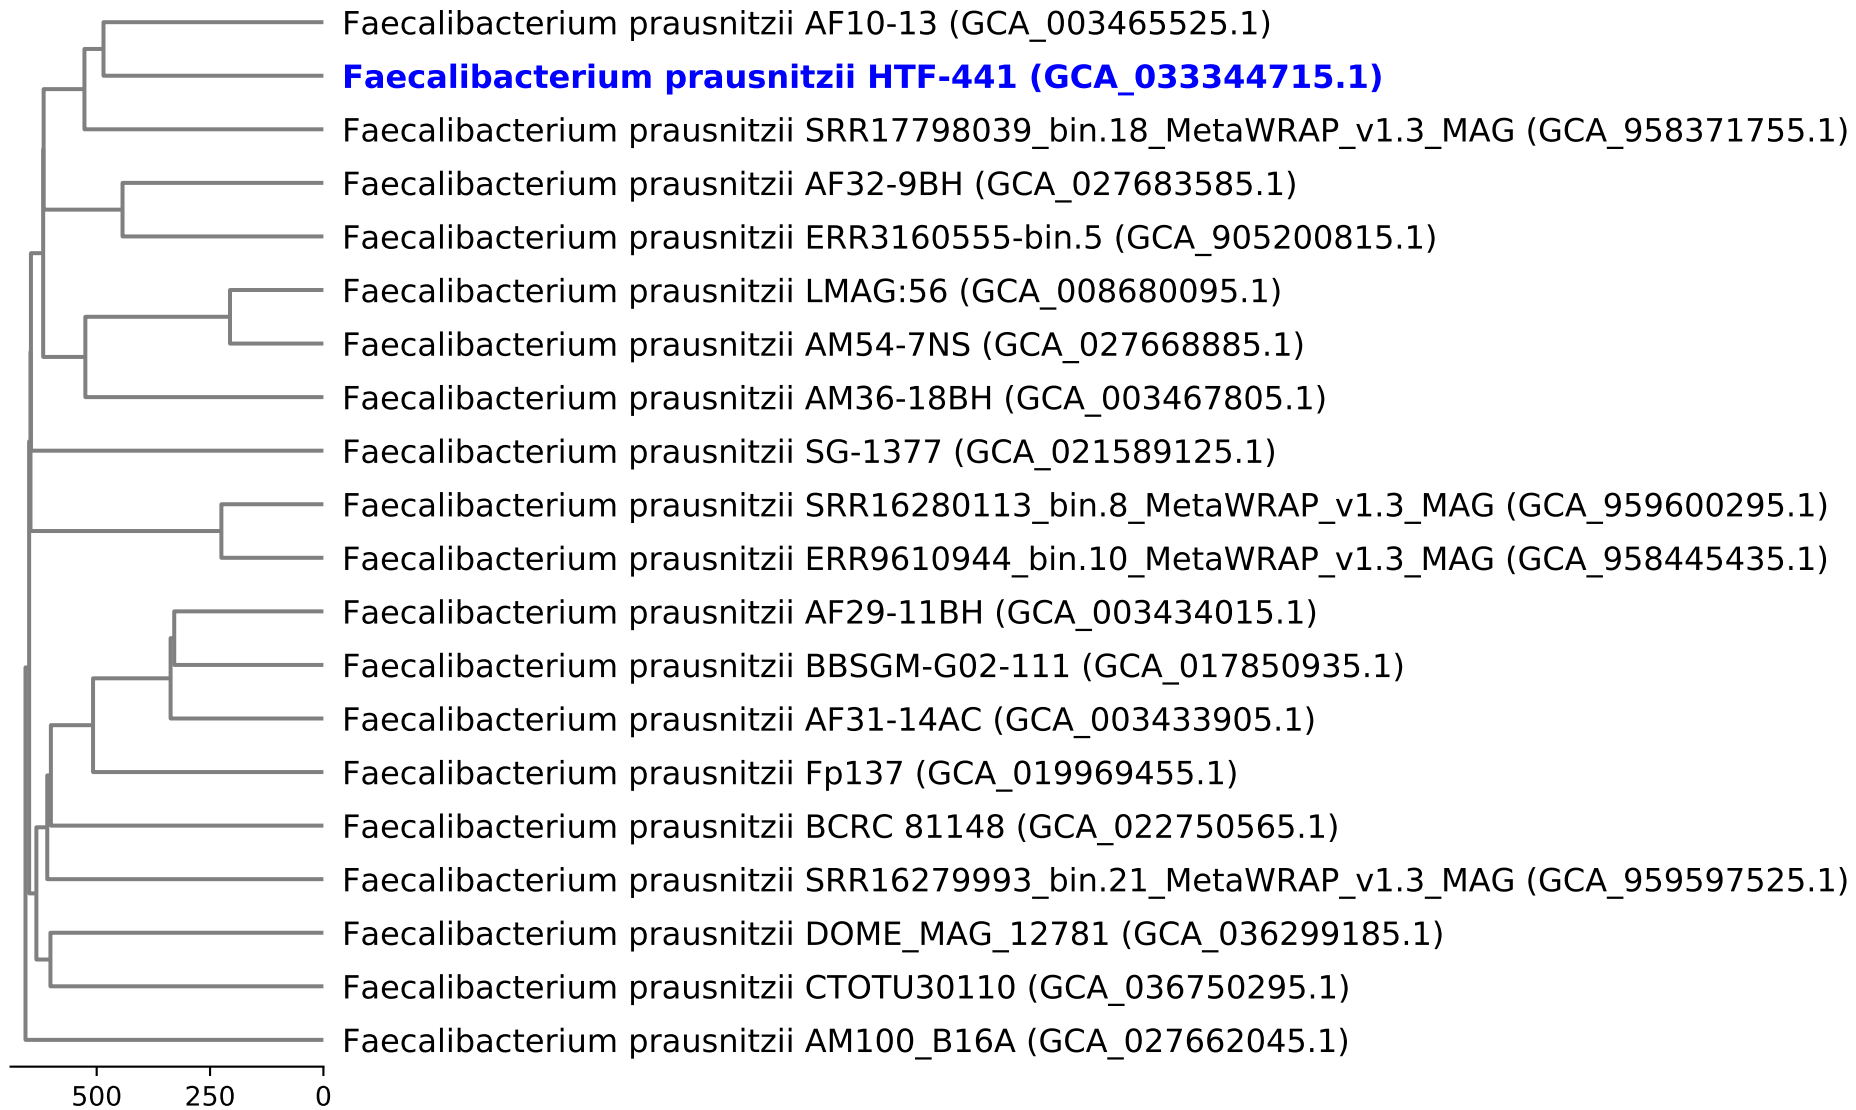 Faecalibacterium prausnitzii AF10-13 (GCA_003465525.1)
Faecalibacterium prausnitzii HTF-441 (GCA_033344715.1)
Faecalibacterium prausnitzii SRR17798039_bin.18_MetaWRAP_v1.3_MAG (GCA_958371755.1)
Faecalibacterium prausnitzii AF32-9BH (GCA_027683585.1)
Faecalibacterium prausnitzii ERR3160555-bin.5 (GCA_905200815.1)
Faecalibacterium prausnitzii LMAG:56 (GCA_008680095.1)
Faecalibacterium prausnitzii AM54-7NS (GCA_027668885.1)
Faecalibacterium prausnitzii AM36-18BH (GCA_003467805.1)
Faecalibacterium prausnitzii SG-1377 (GCA_021589125.1)
Faecalibacterium prausnitzii SRR16280113_bin.8_MetaWRAP_v1.3_MAG (GCA_959600295.1)
Faecalibacterium prausnitzii ERR9610944_bin.10_MetaWRAP_v1.3_MAG (GCA_958445435.1)
Faecalibacterium prausnitzii AF29-11BH (GCA_003434015.1)
Faecalibacterium prausnitzii BBSGM-G02-111 (GCA_017850935.1)
Faecalibacterium prausnitzii AF31-14AC (GCA_003433905.1)
Faecalibacterium prausnitzii Fp137 (GCA_019969455.1)
Faecalibacterium prausnitzii BCRC 81148 (GCA_022750565.1)
Faecalibacterium prausnitzii SRR16279993_bin.21_MetaWRAP_v1.3_MAG (GCA_959597525.1)
Faecalibacterium prausnitzii DOME_MAG_12781 (GCA_036299185.1)
Faecalibacterium prausnitzii CTOTU30110 (GCA_036750295.1)
Faecalibacterium prausnitzii AM100_B16A (GCA_027662045.1)
500 250 0